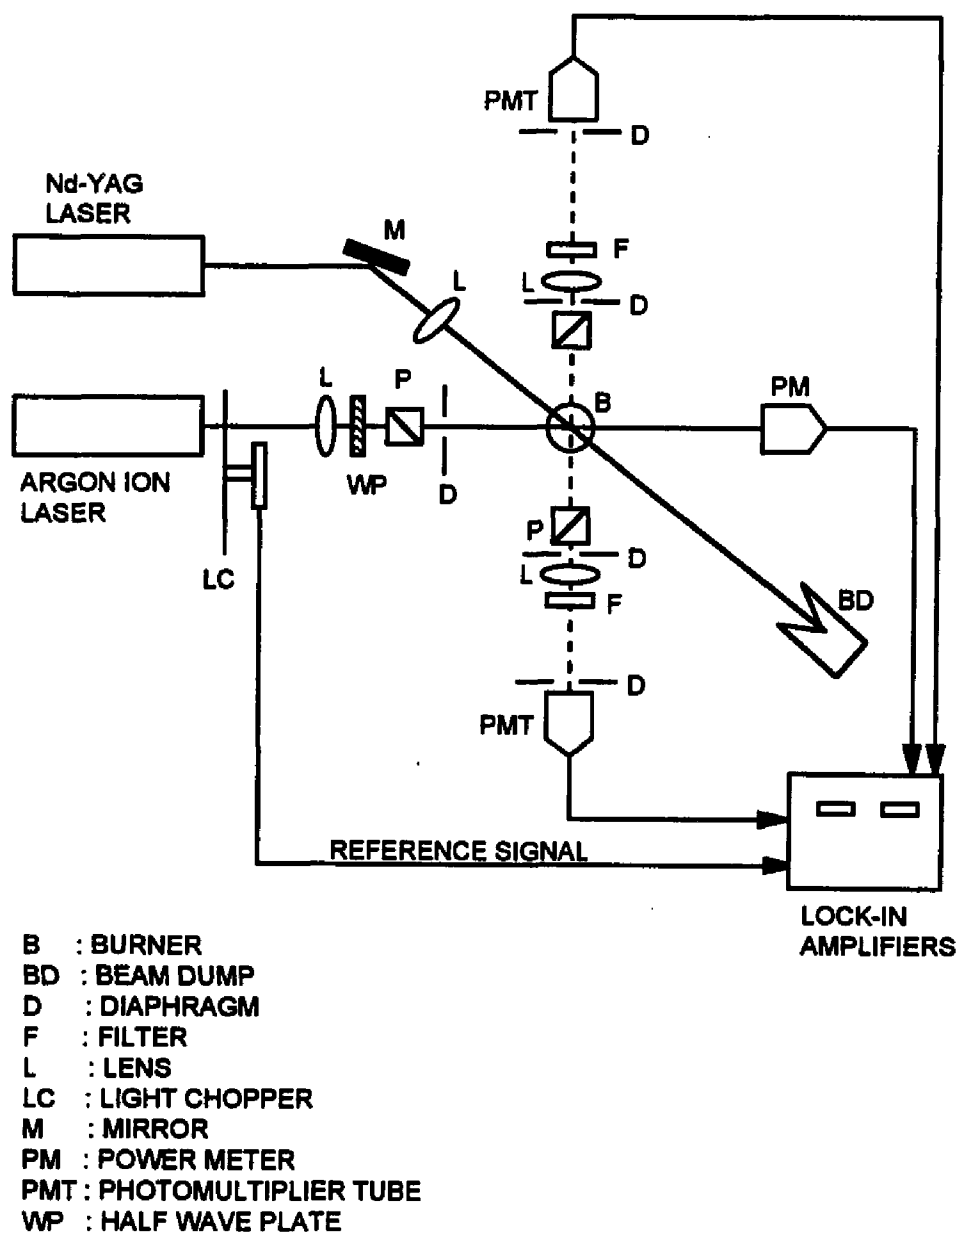 PMT
D
Nd-YAG
LASER
M
F
L
L
D
L
P
B
PM
WP
D
ARGON ION
LASER
LC
P
D
L
F
BD
D
PMT
REFERENCE SIGNAL
LOCK-IN
AMPLIFIERS
B : BURNER
BD : BEAM DUMP
D : DIAPHRAGM
F : FILTER
L : LENS
LC : LIGHT CHOPPER
M : MIRROR
PM : POWER METER
PMT : PHOTOMULTIPLIER TUBE
WP : HALF WAVE PLATE